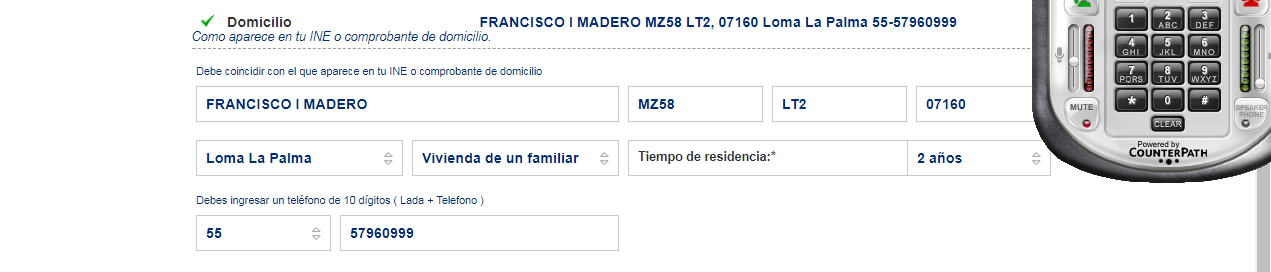 Domicilio FRANCISCO I MADERO MZ58 LT2, 07160 Loma La Palma 55-57960999
Como aparece en tu INE o comprobante de domicilio.
Debe coincidir con el que aparece en tu INE o comprobante de domicilio
FRANCISCO I MADERO MZ58 LT2 07160
Loma La Palma Vivienda de un familiar Tiempo de residencia:* 2 años
Debes ingresar un teléfono de 10 dígitos ( Lada + Telefono )
55 57960999
1 2 ABC 3 DEF
4 GHI 5 JKL 6 MNO
7 PQRS 8 TUV 9 WXYZ
* 0 #
MUTE SPEAKER PHONE
CLEAR
Powered by
COUNTERPATH